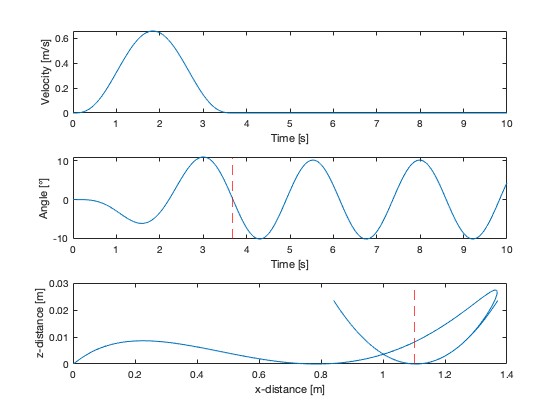 Velocity [m/s]
0.6
0.4
0.2
0
0 1 2 3 4 5 6 7 8 9 10
Time [s]
Angle [°]
10
0
-10
0 1 2 3 4 5 6 7 8 9 10
Time [s]
z-distance [m]
0.03
0.02
0.01
0
0 0.2 0.4 0.6 0.8 1 1.2 1.4
x-distance [m]